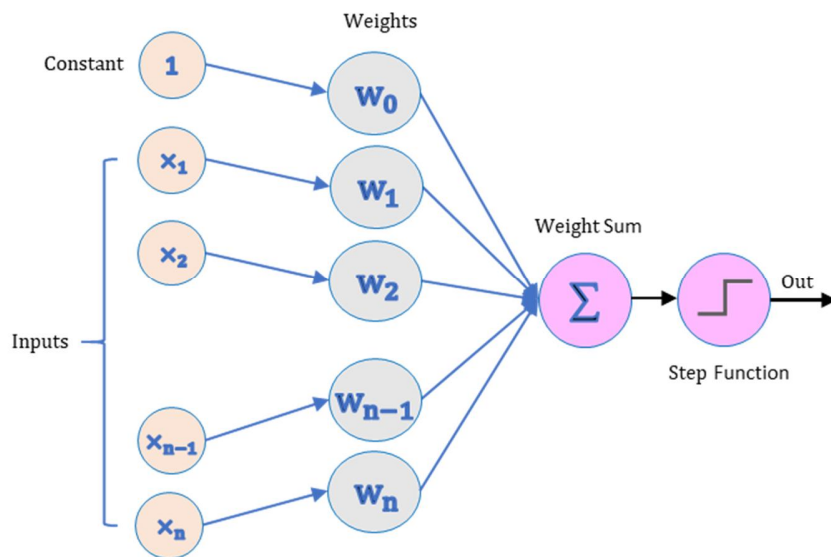 Weights
Constant
1
w₀
x₁
w₁
x₂
w₂
Weight Sum
Σ
Out
Step Function
Inputs
xₙ₋₁
wₙ₋₁
xₙ
wₙ